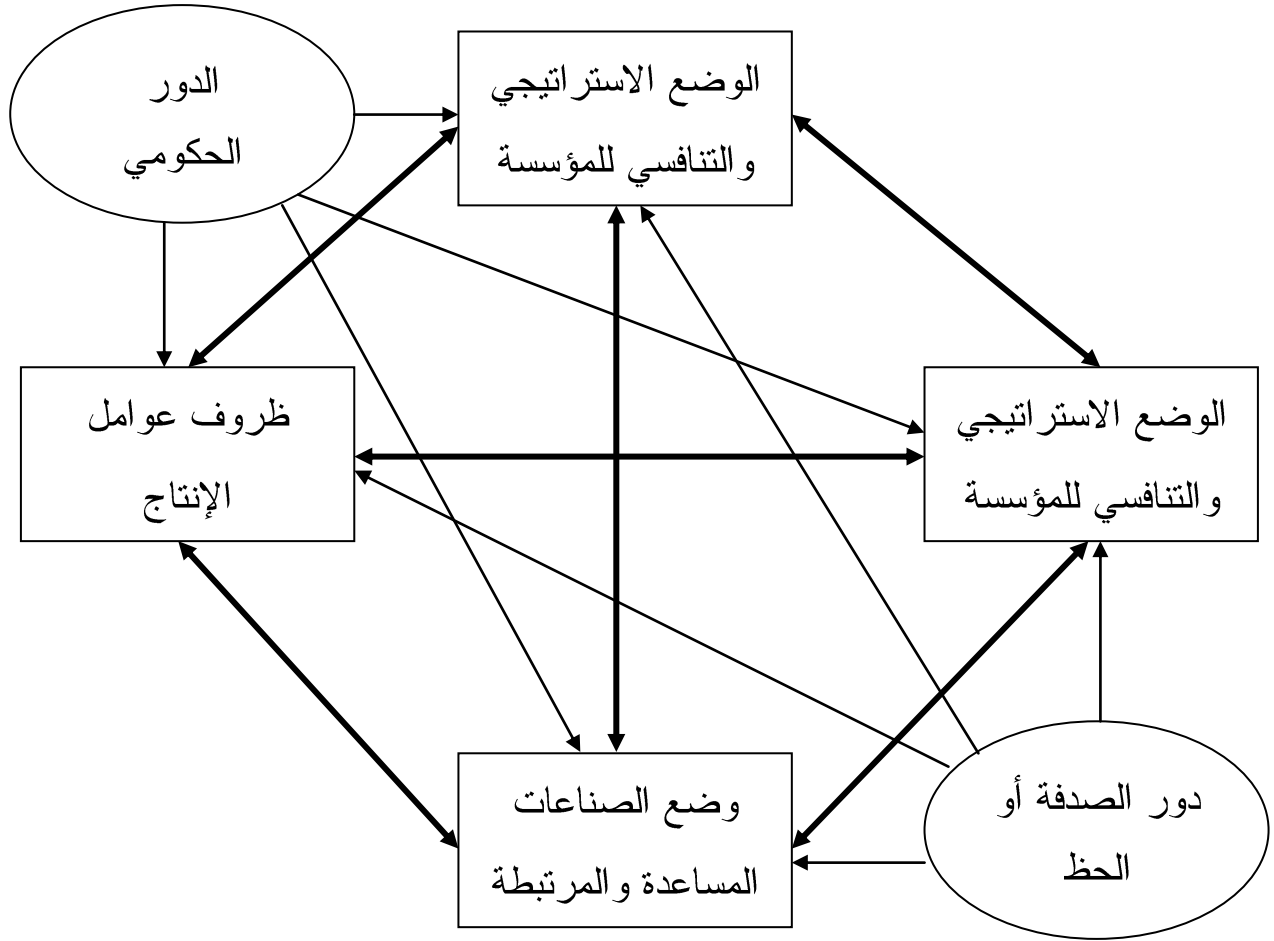 الدور
الحكومي
الوضع الاستراتيجي
والتنافسي للمؤسسة
ظروف عوامل
الإنتاج
الوضع الاستراتيجي
والتنافسي للمؤسسة
وضع الصناعات
المساعدة والمرتبطة
دور الصدفة أو
الحظ